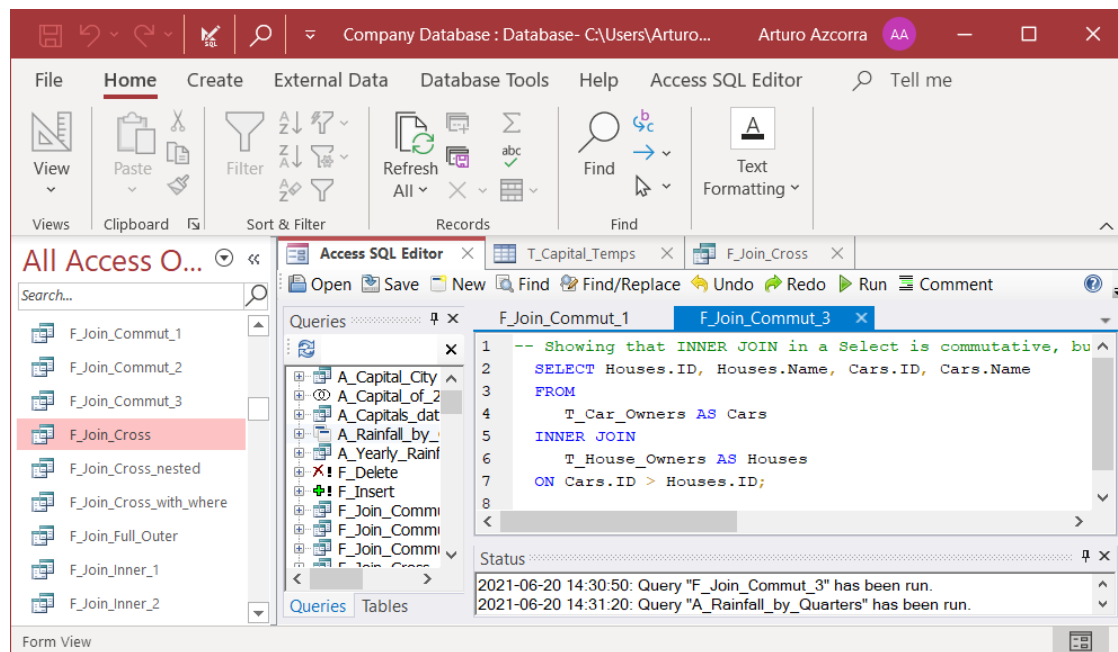 SQL Company Database : Database- C:\Users\Arturo... Arturo Azcorra AA
File Home Create External Data Database Tools Help Access SQL Editor Tell me
View Paste Filter Refresh All Find Text Formatting
Views Clipboard Sort & Filter Records Find
All Access O...
Search...
F_Join_Commut_1
F_Join_Commut_2
F_Join_Commut_3
F_Join_Cross
F_Join_Cross_nested
F_Join_Cross_with_where
F_Join_Full_Outer
F_Join_Inner_1
F_Join_Inner_2
Access SQL Editor T_Capital_Temps F_Join_Cross
Open Save New Find Find/Replace Undo Redo Run Comment
Queries
A_Capital_City
A_Capital_of_2
A_Capitals_dat
A_Rainfall_by_
A_Yearly_Rainf
F_Delete
F_Insert
F_Join_Comm
F_Join_Comm
F_Join_Comm
F_Join_Cross
Queries Tables
F_Join_Commut_1 F_Join_Commut_3
1 -- Showing that INNER JOIN in a Select is commutative, bu
2 SELECT Houses.ID, Houses.Name, Cars.ID, Cars.Name
3 FROM
4 T_Car_Owners AS Cars
5 INNER JOIN
6 T_House_Owners AS Houses
7 ON Cars.ID > Houses.ID;
8
Status
2021-06-20 14:30:50: Query "F_Join_Commut_3" has been run.
2021-06-20 14:31:20: Query "A_Rainfall_by_Quarters" has been run.
Form View